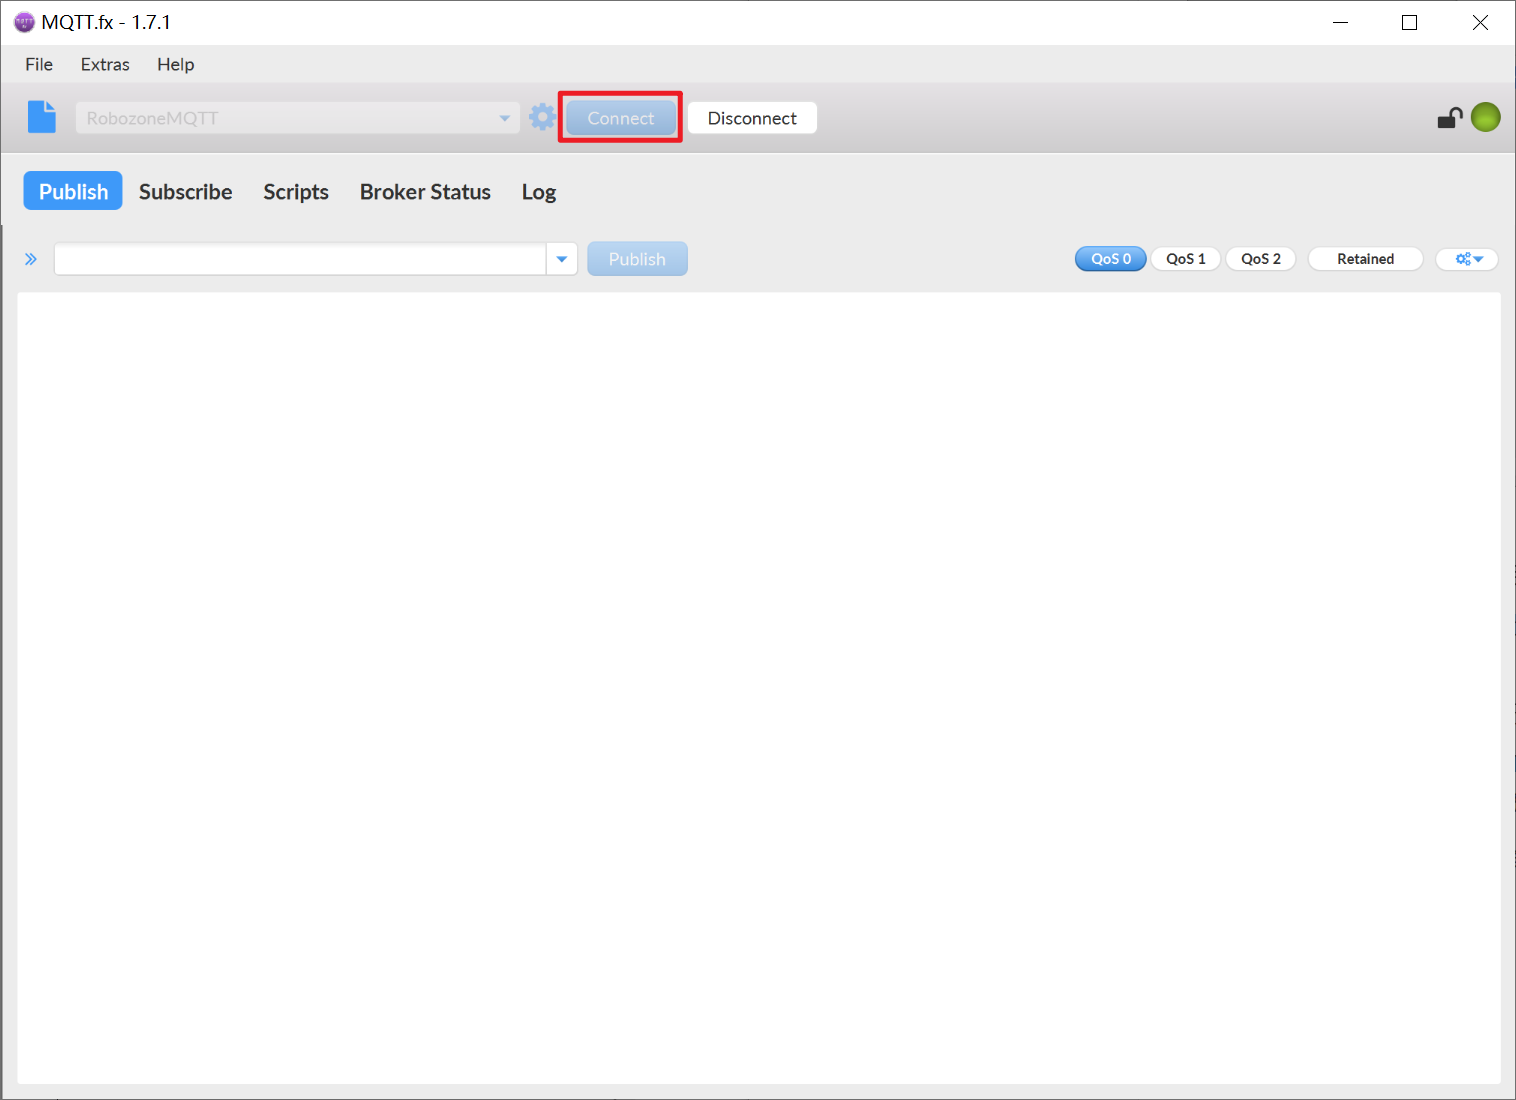 MQTT.fx - 1.7.1
File Extras Help
RobozoneMQTT Connect Disconnect
Publish Subscribe Scripts Broker Status Log
Publish QoS 0 QoS 1 QoS 2 Retained